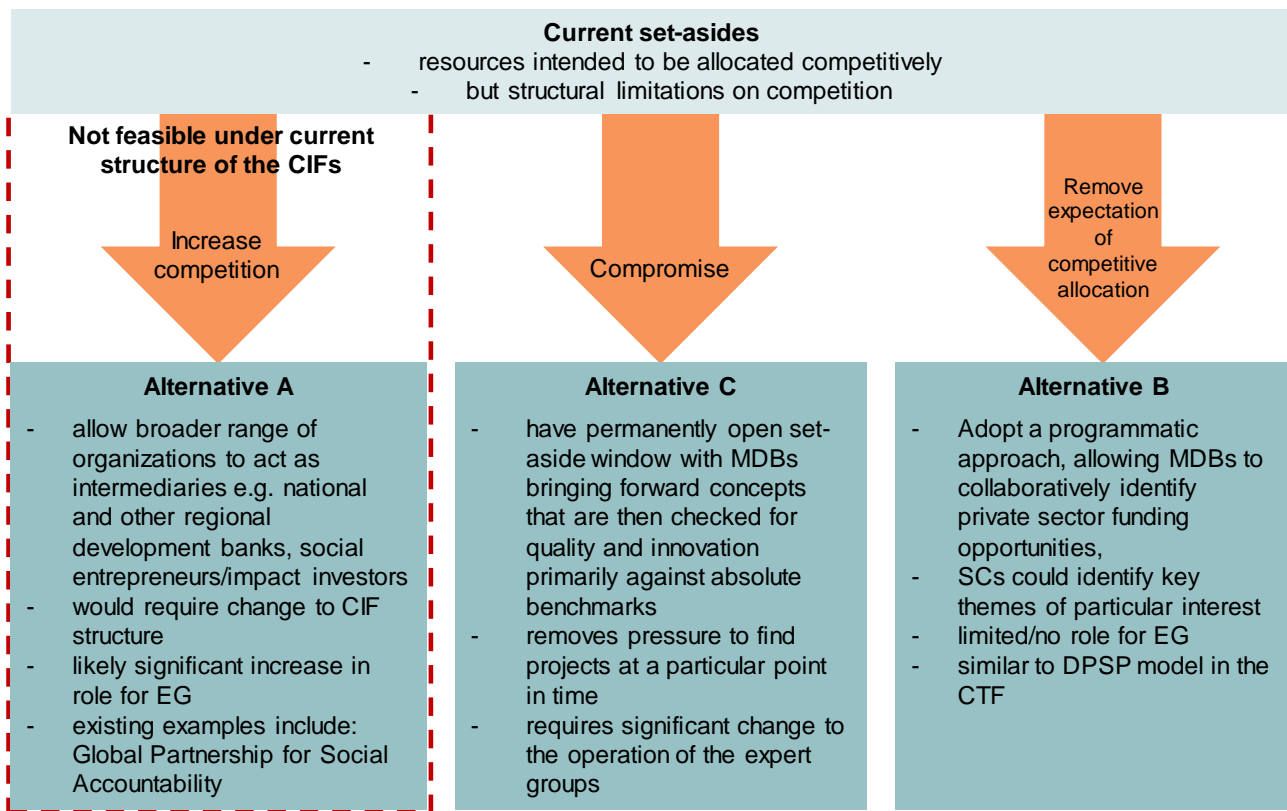 Current set-asides
- resources intended to be allocated competitively
- but structural limitations on competition
Not feasible under current
structure of the CIFs
Increase
competition
Compromise
Remove
expectation
of
competitive
allocation
Alternative A
- allow broader range of
organizations to act as
intermediaries e.g. national
and other regional
development banks, social
entrepreneurs/impact investors
- would require change to CIF
structure
- likely significant increase in
role for EG
- existing examples include:
Global Partnership for Social
Accountability
Alternative C
- have permanently open set-
aside window with MDBs
bringing forward concepts
that are then checked for
quality and innovation
primarily against absolute
benchmarks
- removes pressure to find
projects at a particular point
in time
- requires significant change to
the operation of the expert
groups
Alternative B
- Adopt a programmatic
approach, allowing MDBs to
collaboratively identify
private sector funding
opportunities,
- SCs could identify key
themes of particular interest
- limited/no role for EG
- similar to DPSP model in the
CTF